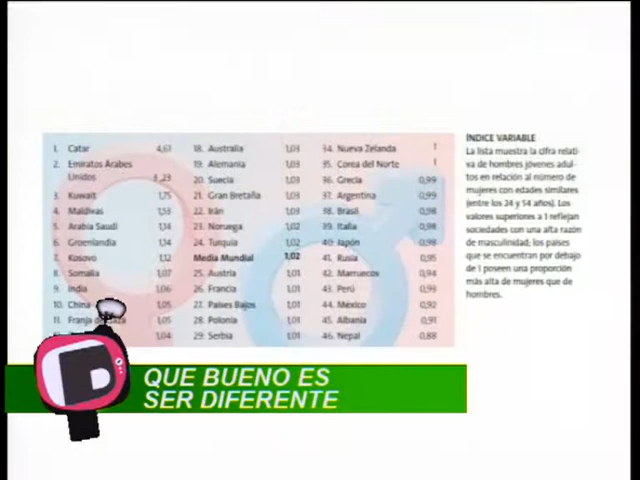 1. Catar 4,61
2. Emiratos Árabes
Unidos 3,23
3. Kuwait 1,75
4. Maldivas 1,53
5. Arabia Saudí 1,34
6. Groenlandia 1,14
7. Kosovo 1,12
8. Somalia 1,07
9. India 1,06
10. China 1,05
11. Franja 1,05
1,04
18. Australia 1,03
19. Alemania 1,03
20. Suecia 1,03
21. Gran Bretaña 1,03
22. Irán 1,03
23. Noruega 1,02
24. Turquía 1,02
Media Mundial 1,02
25. Austria 1,01
26. Francia 1,01
27. Países Bajos 1,01
28. Polonia 1,01
29. Serbia 1,01
34. Nueva Zelanda 1
35. Corea del Norte 1
36. Grecia 0,99
37. Argentina 0,99
38. Brasil 0,98
39. Italia 0,98
40. Japón 0,98
41. Rusia 0,95
42. Marruecos 0,94
43. Perú 0,93
44. México 0,92
45. Albania 0,91
46. Nepal 0,88
ÍNDICE VARIABLE
La lista muestra la cifra relati-
va de hombres jóvenes adul-
tos en relación al número de
mujeres con edades similares
(entre los 24 y 54 años). Los
valores superiores a 1 reflejan
sociedades con una alta razón
de masculinidad; los países
que se encuentran por debajo
de 1 poseen una proporción
más alta de mujeres que de
hombres.
QUE BUENO ES
SER DIFERENTE